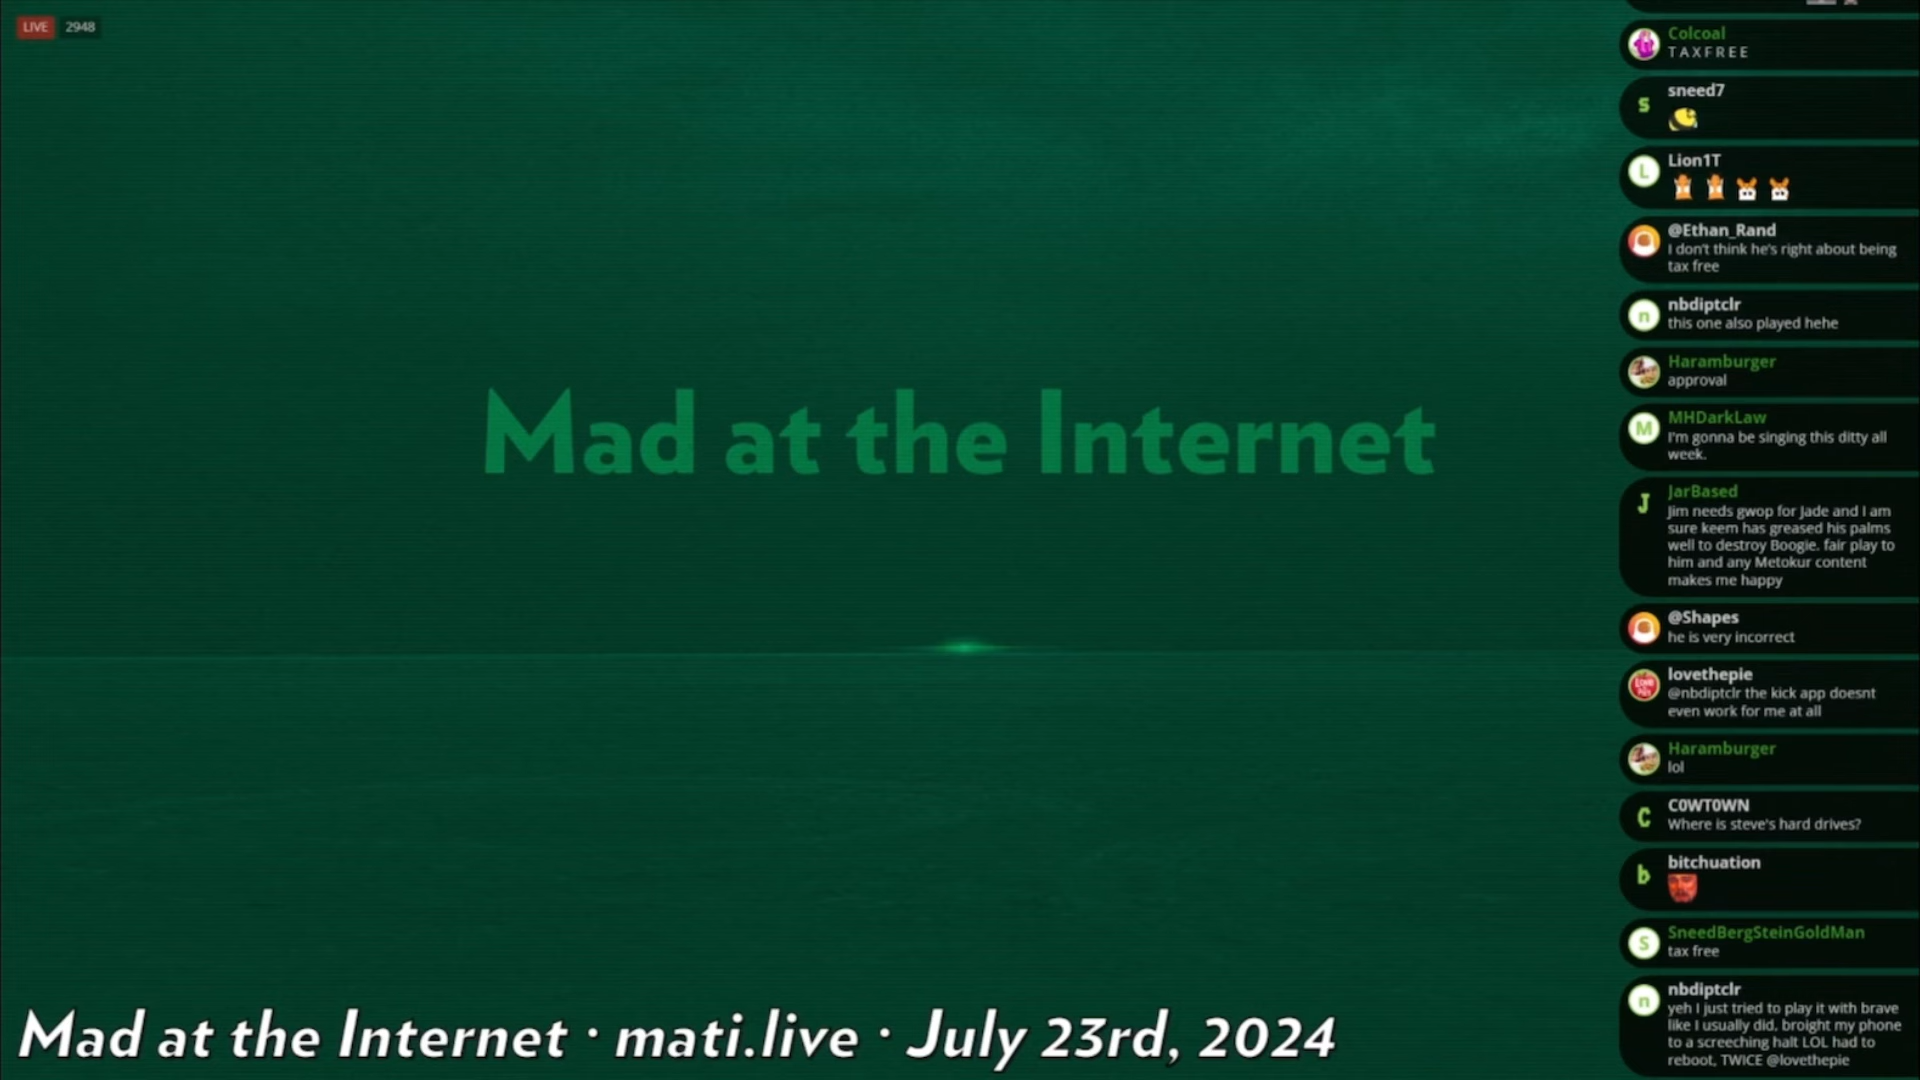 LIVE 2948
Mad at the Internet
Colcoal
TAXFREE
s
sneed7
L
Lion1T
@Ethan_Rand
I don't think he's right about being
tax free
n
nbdiptclr
this one also played hehe
Haramburger
approval
M
MHDarkLaw
I'm gonna be singing this ditty all
week.
J
JarBased
Jim needs gwop for Jade and I am
sure keem has greased his palms
well to destroy Boogie. fair play to
him and any Metokur content
makes me happy
@Shapes
he is very incorrect
lovethepie
@nbdiptclr the kick app doesnt
even work for me at all
Haramburger
lol
C
C0WT0WN
Where is steve's hard drives?
b
bitchuation
S
SneedBergSteinGoldMan
tax free
n
nbdiptclr
yeh I just tried to play it with brave
like I usually did, broight my phone
to a screeching halt LOL had to
reboot, TWICE @lovethepie
Mad at the Internet · mati.live · July 23rd, 2024